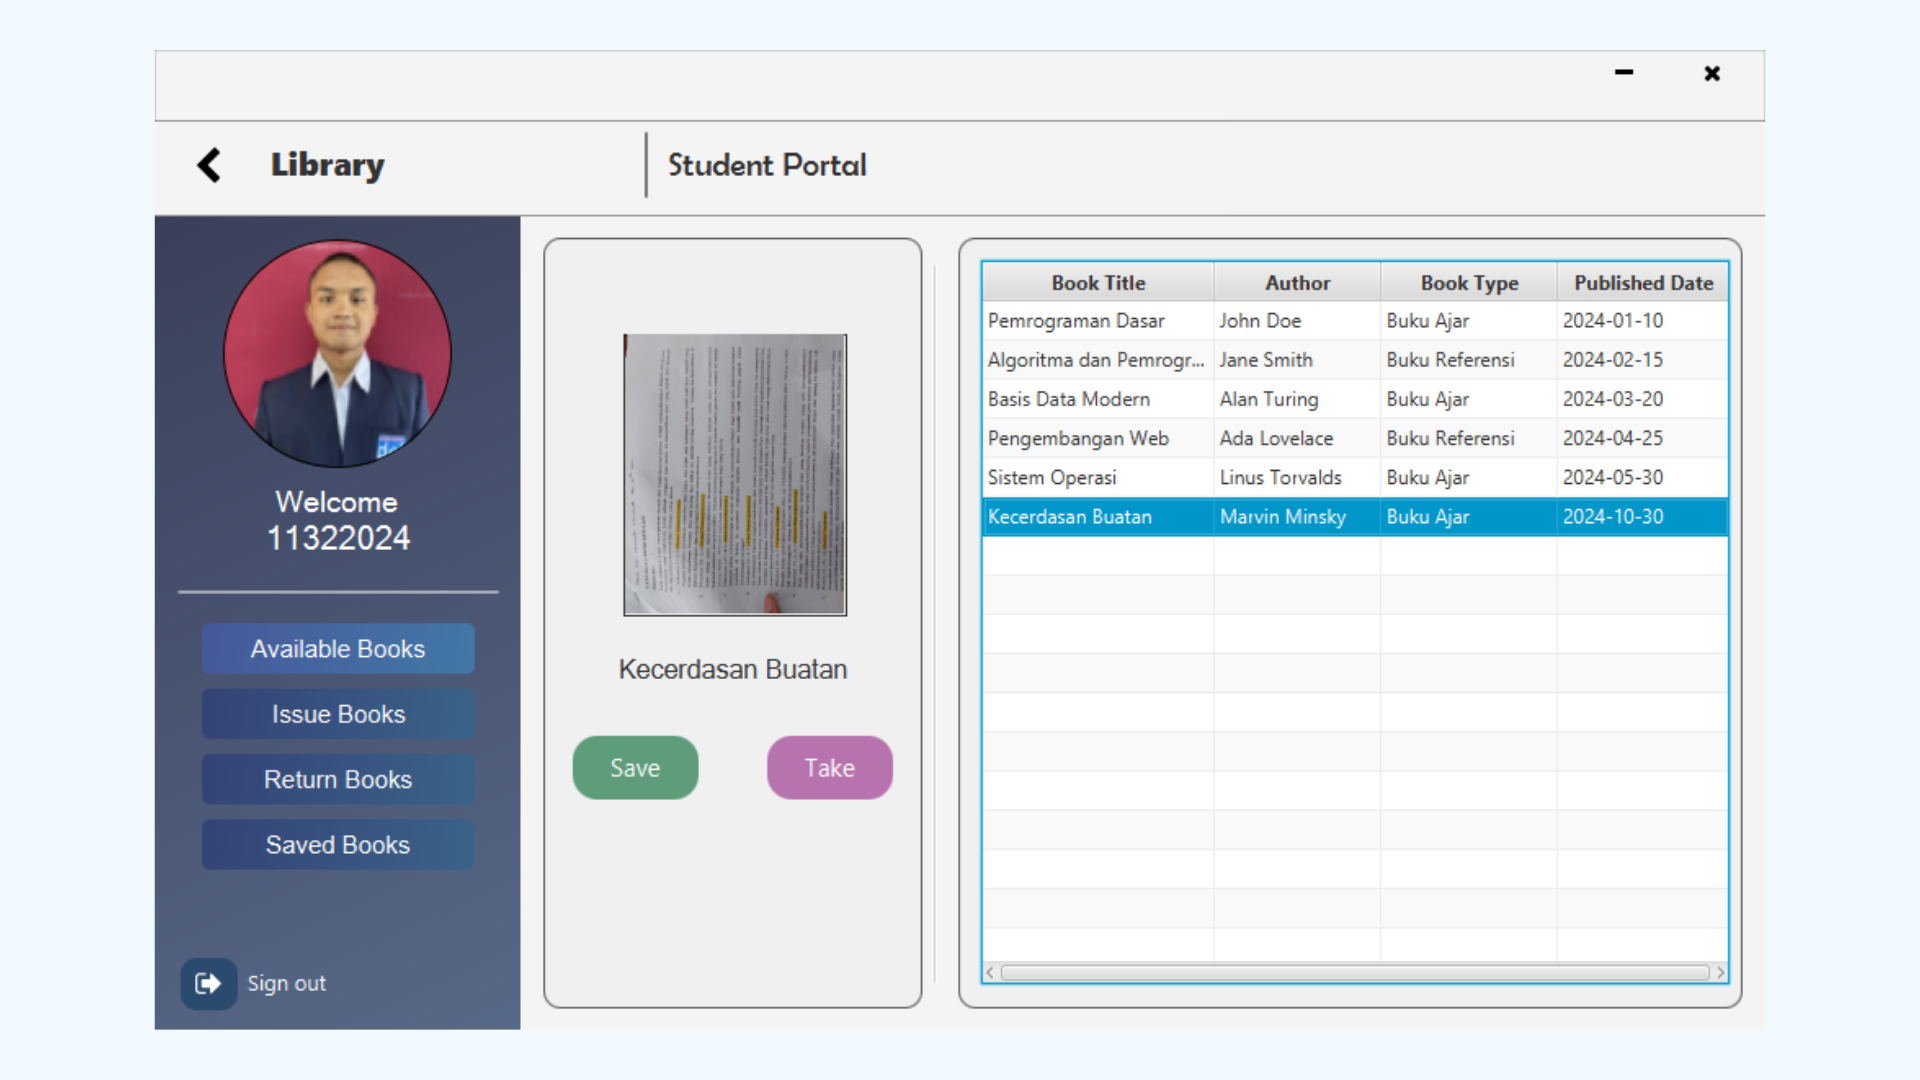 Library
Student Portal
Welcome
11322024
Available Books
Issue Books
Return Books
Saved Books
Sign out
Kecerdasan Buatan
Save
Take
Book Title Author Book Type Published Date
Pemrograman Dasar John Doe Buku Ajar 2024-01-10
Algoritma dan Pemrogr... Jane Smith Buku Referensi 2024-02-15
Basis Data Modern Alan Turing Buku Ajar 2024-03-20
Pengembangan Web Ada Lovelace Buku Referensi 2024-04-25
Sistem Operasi Linus Torvalds Buku Ajar 2024-05-30
Kecerdasan Buatan Marvin Minsky Buku Ajar 2024-10-30